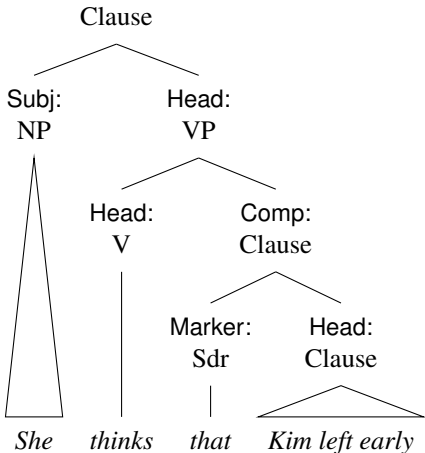 Clause
Subj: Head:
NP VP
Head: Comp:
V Clause
Marker: Head:
Sdr Clause
She thinks that Kim left early